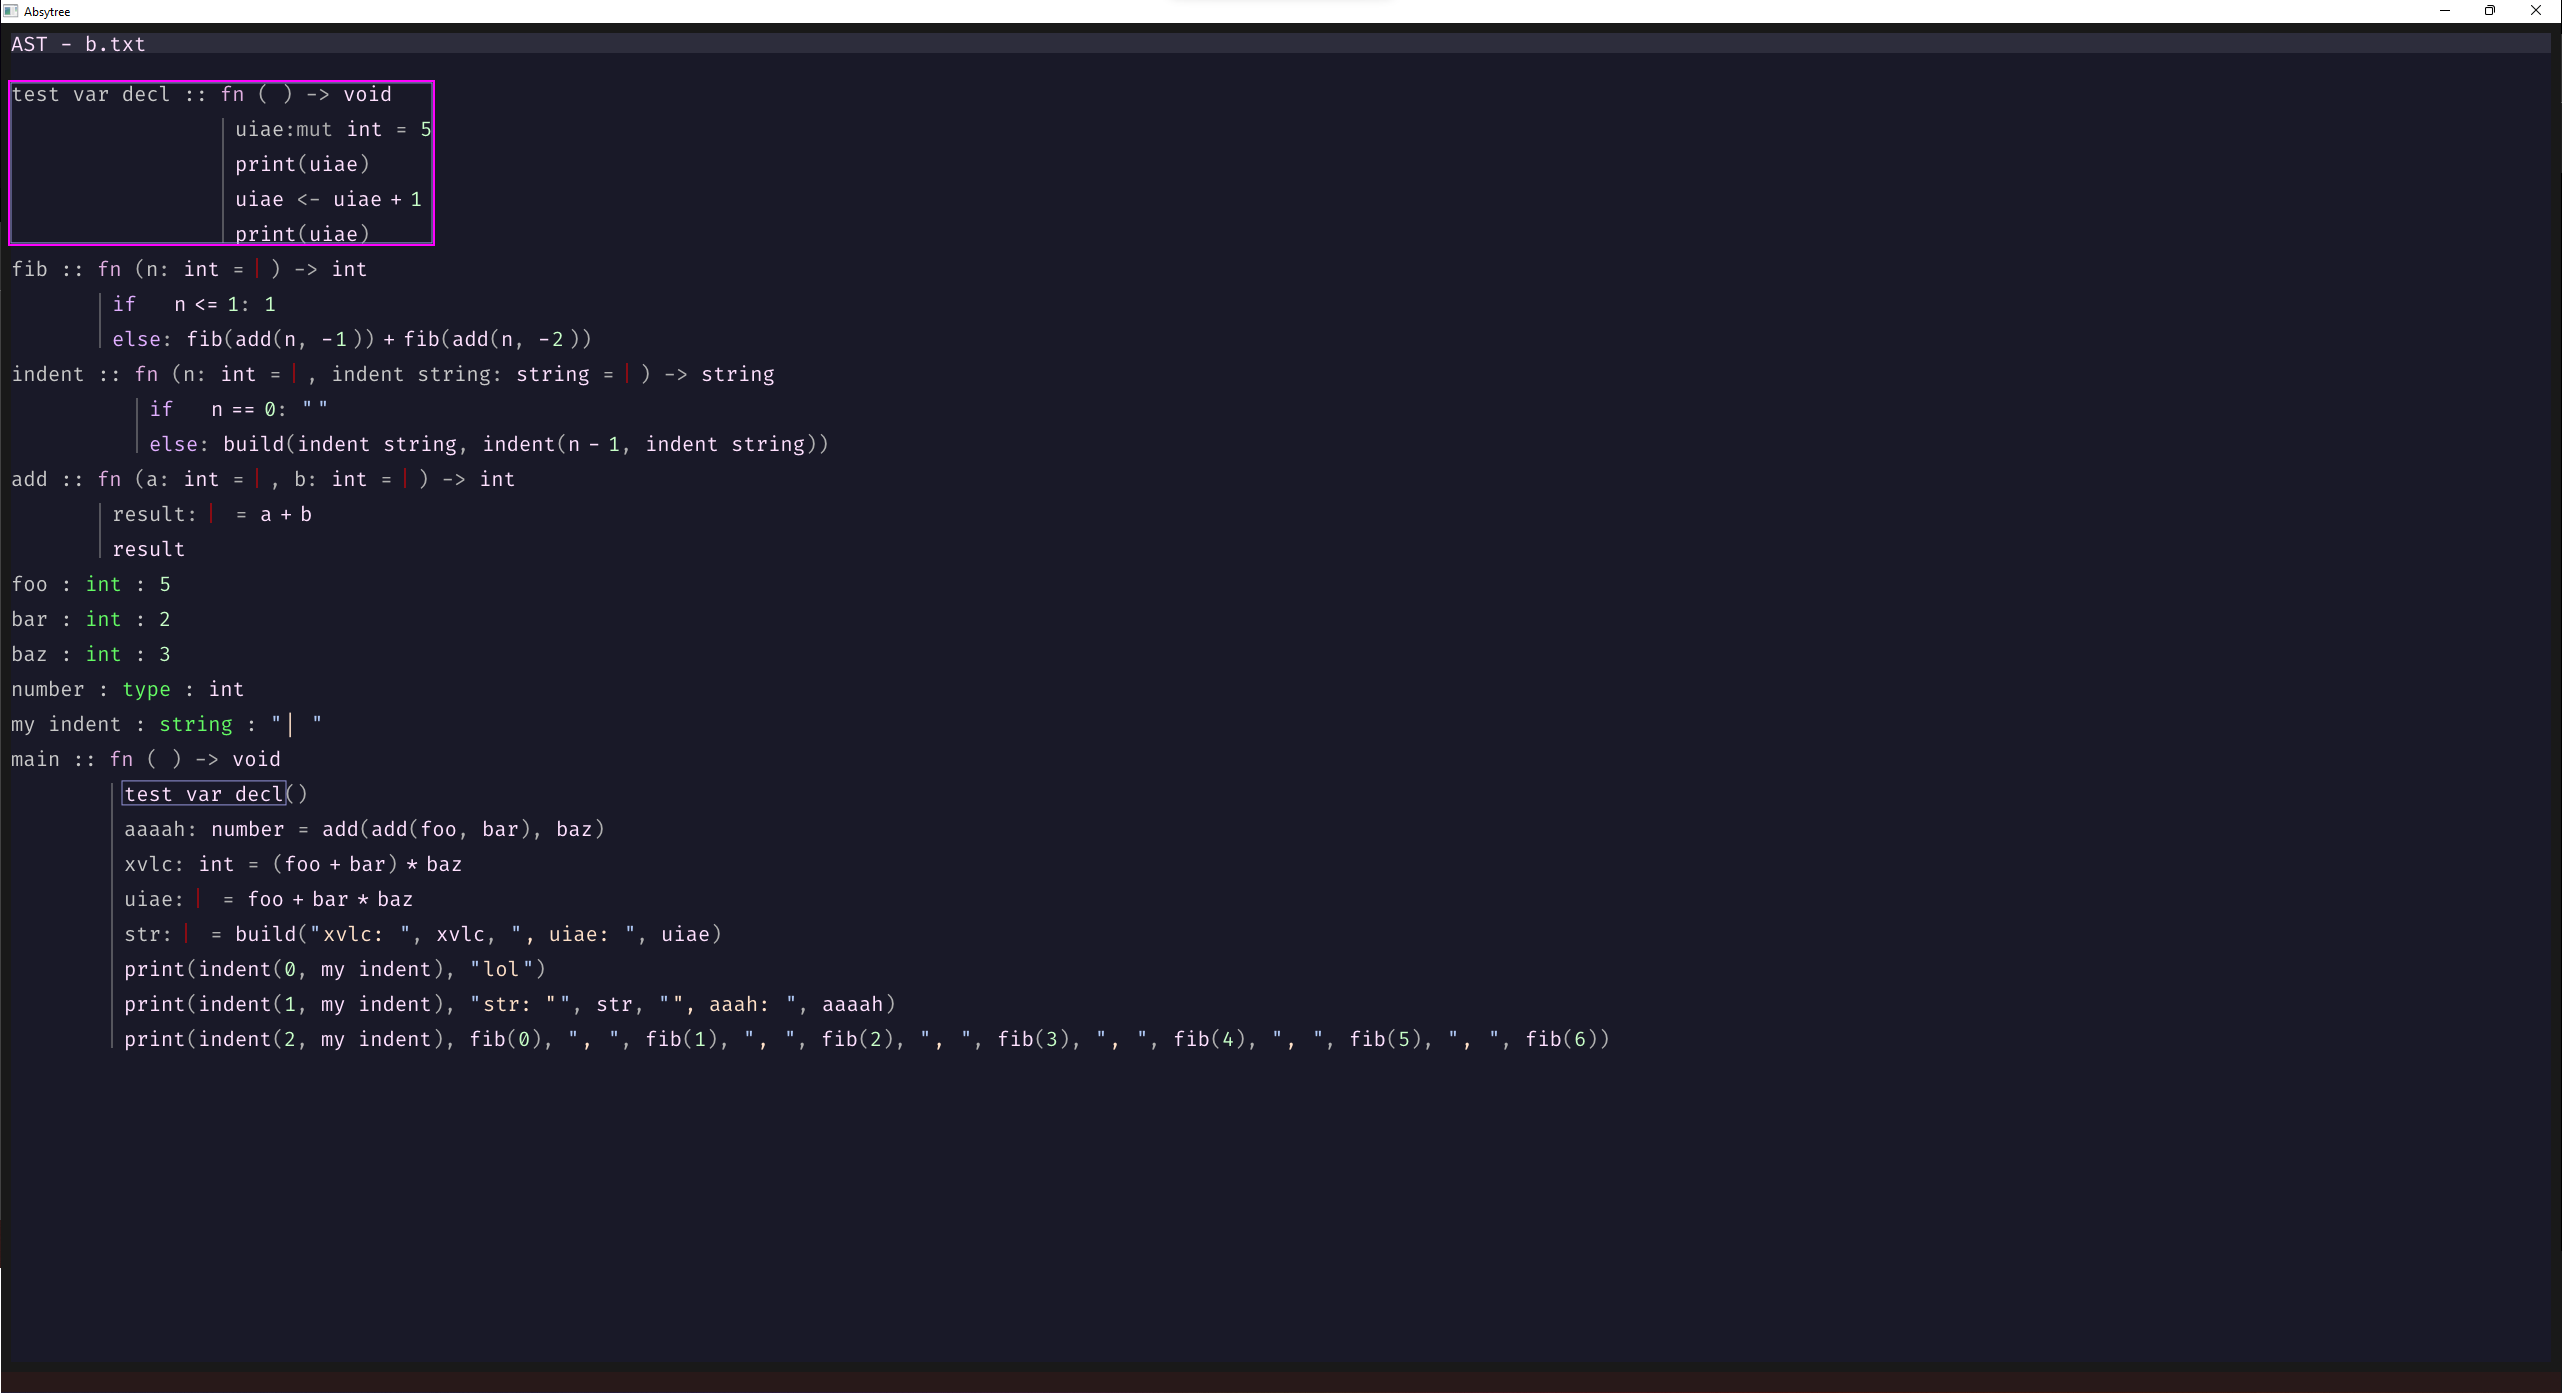 Absytree
AST - b.txt
test var decl :: fn ( ) -> void
uiae:mut int = 5
print(uiae)
uiae <- uiae + 1
print(uiae)
fib :: fn (n: int = ) -> int
if n <= 1: 1
else: fib(add(n, -1)) + fib(add(n, -2))
indent :: fn (n: int = , indent string: string = ) -> string
if n == 0: ""
else: build(indent string, indent(n - 1, indent string))
add :: fn (a: int = , b: int = ) -> int
result: = a + b
result
foo : int : 5
bar : int : 2
baz : int : 3
number : type : int
my indent : string : "| "
main :: fn ( ) -> void
test var decl()
aaaah: number = add(add(foo, bar), baz)
xvlc: int = (foo + bar) * baz
uiae: = foo + bar * baz
str: = build("xvlc: ", xvlc, ", uiae: ", uiae)
print(indent(0, my indent), "lol")
print(indent(1, my indent), "str: "", str, "", aaah: ", aaaah)
print(indent(2, my indent), fib(0), ", ", fib(1), ", ", fib(2), ", ", fib(3), ", ", fib(4), ", ", fib(5), ", ", fib(6))